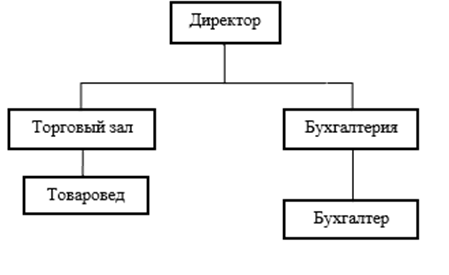 Директор
Торговый зал
Бухгалтерия
Товаровед
Бухгалтер